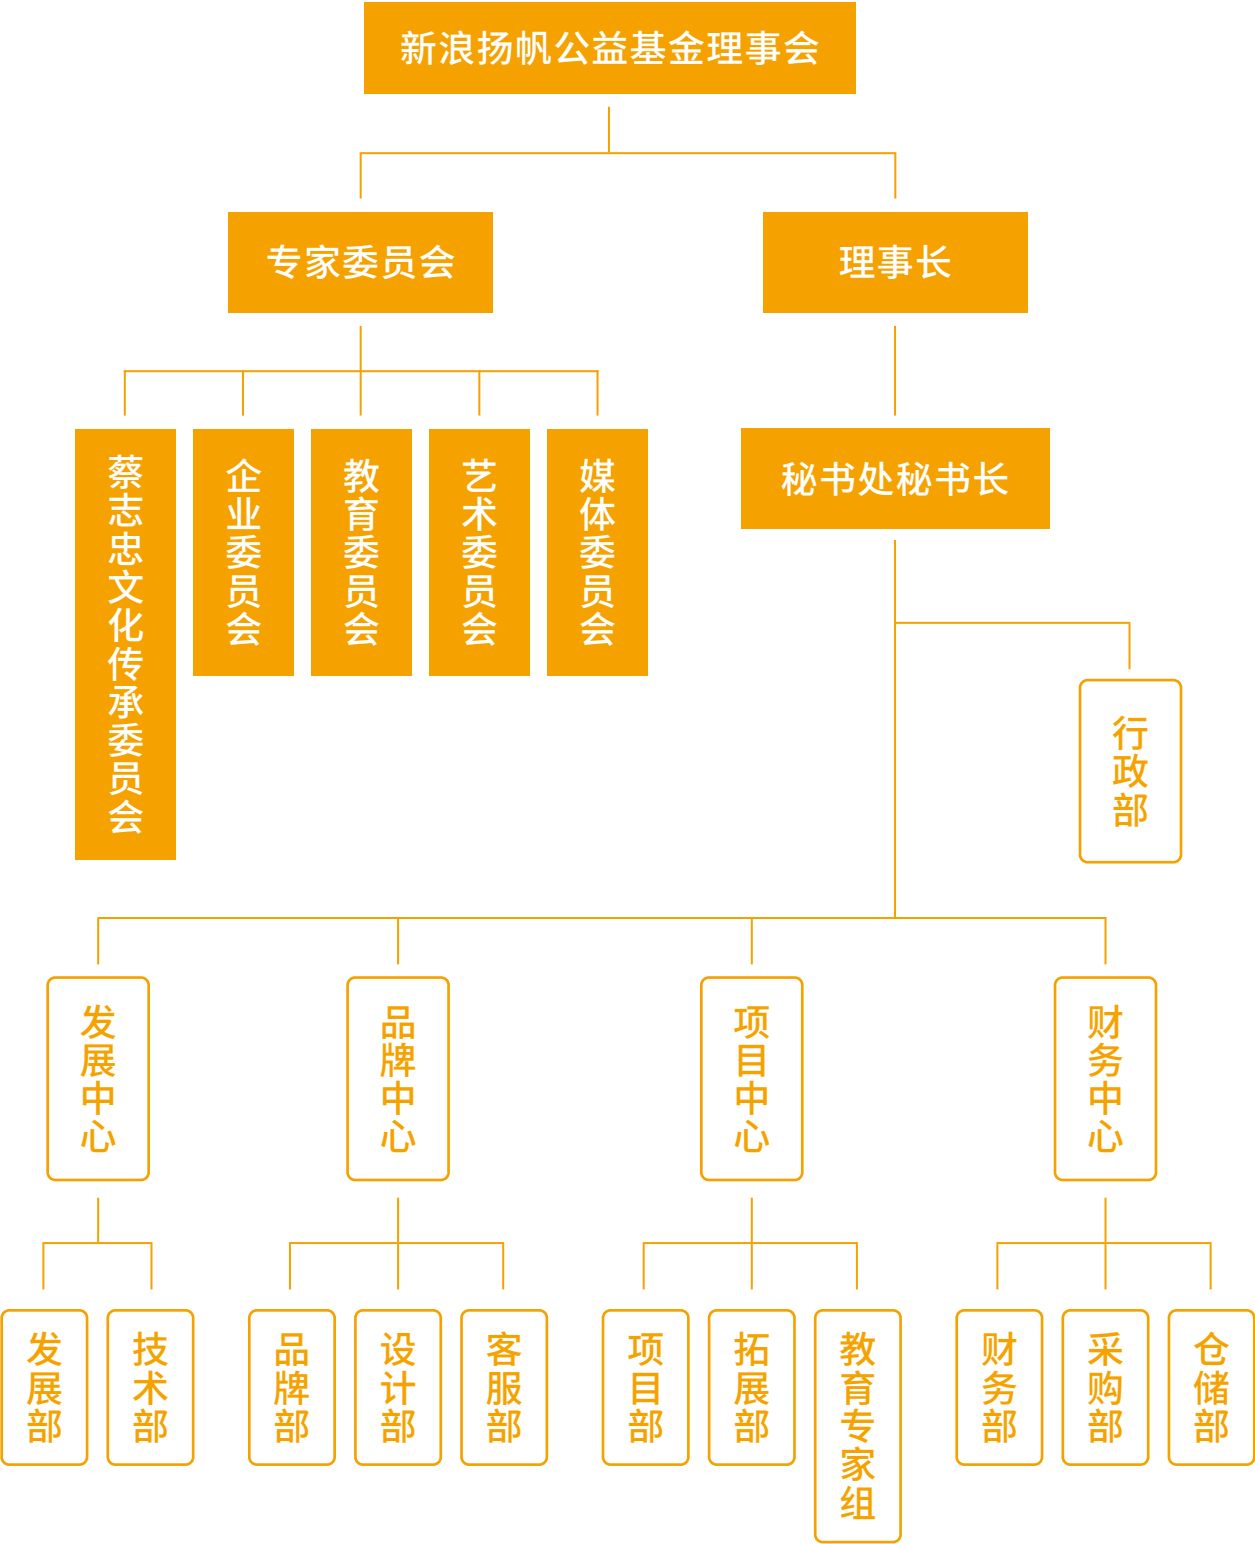 新浪扬帆公益基金理事会
专家委员会
理事长
蔡志忠文化传承委员会
企业委员会
教育委员会
艺术委员会
媒体委员会
秘书处秘书长
行政部
发展中心
品牌中心
项目中心
财务中心
发展部
技术部
品牌部
设计部
客服部
项目部
拓展部
教育专家组
财务部
采购部
仓储部